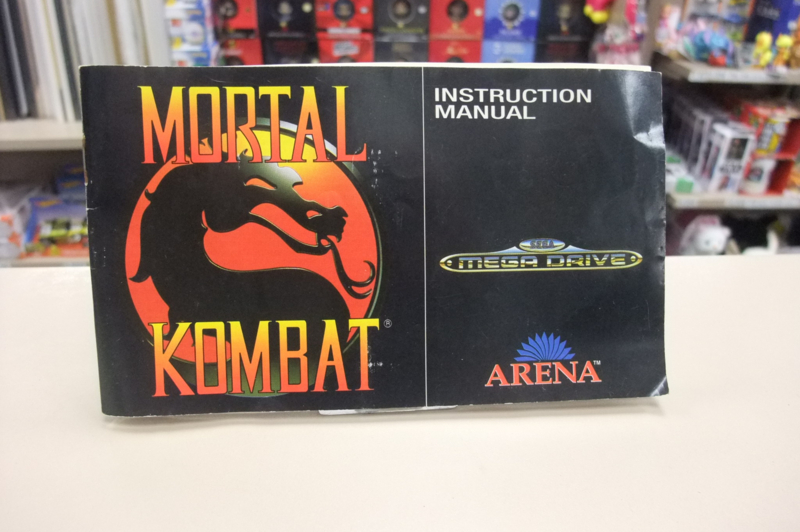 MORTAL
KOMBAT®
INSTRUCTION
MANUAL
SEGA
MEGA DRIVE
ARENA™